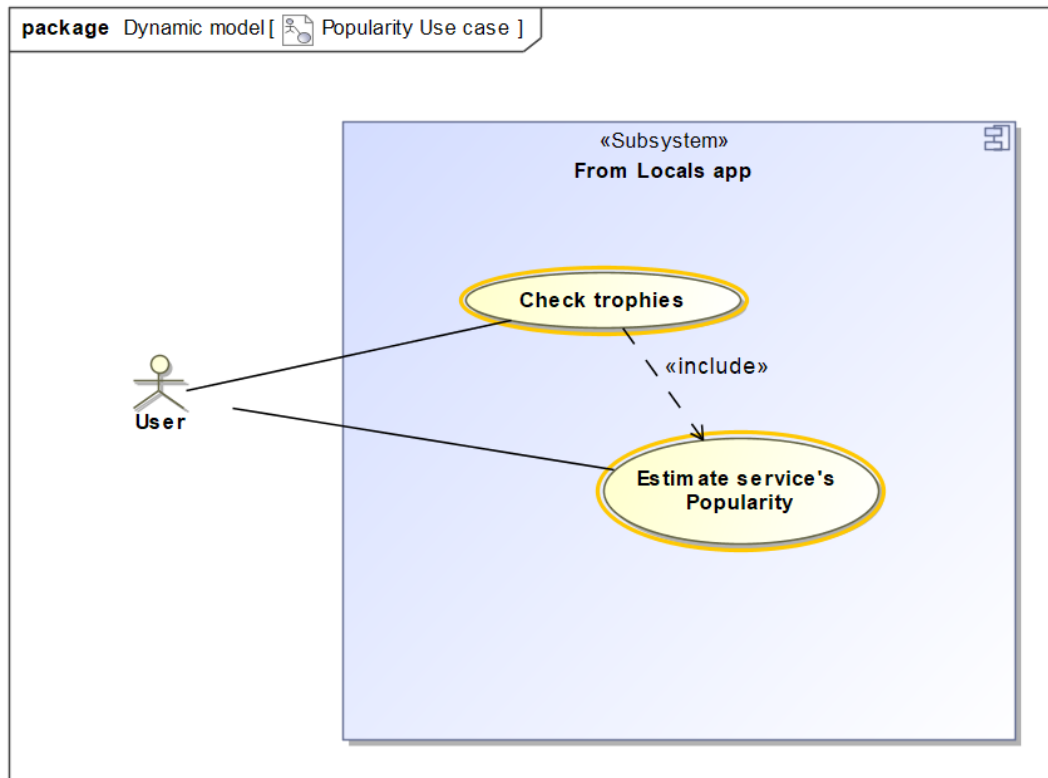 package Dynamic model[ Popularity Use case ]
«Subsystem»
From Locals app
Check trophies
«include»
User
Estimate service's
Popularity